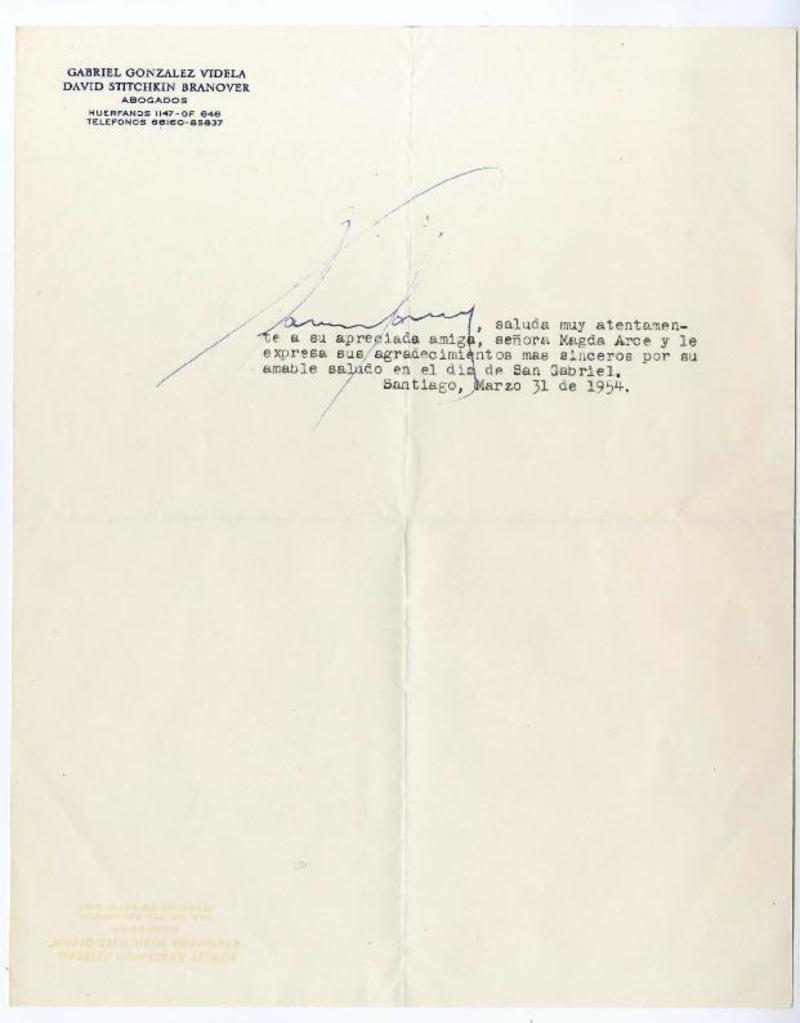 GABRIEL GONZALEZ VIDELA
DAVID STITCHKIN BRANOVER
ABOGADOS
HUERFANOS 1147-OF 646
TELEFONOS 66160-85837
, saluda muy atentamen-
te a su apreciada amiga, señora Magda Arce y le
expresa sus agradecimientos mas sinceros por su
amable saludo en el dia de San Gabriel.
Santiago, Marzo 31 de 1954.